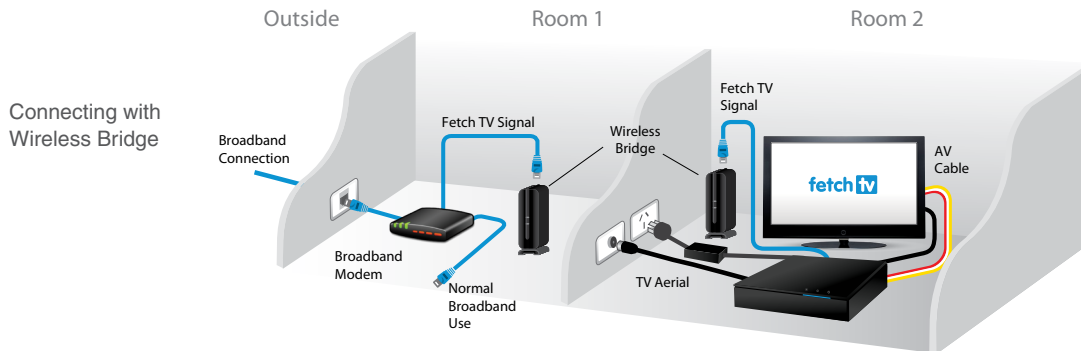 Outside
Room 1
Room 2
Connecting with
Wireless Bridge
Broadband
Connection
Fetch TV Signal
Wireless
Bridge
Fetch TV
Signal
AV
Cable
fetch tv
Broadband
Modem
Normal
Broadband
Use
TV Aerial